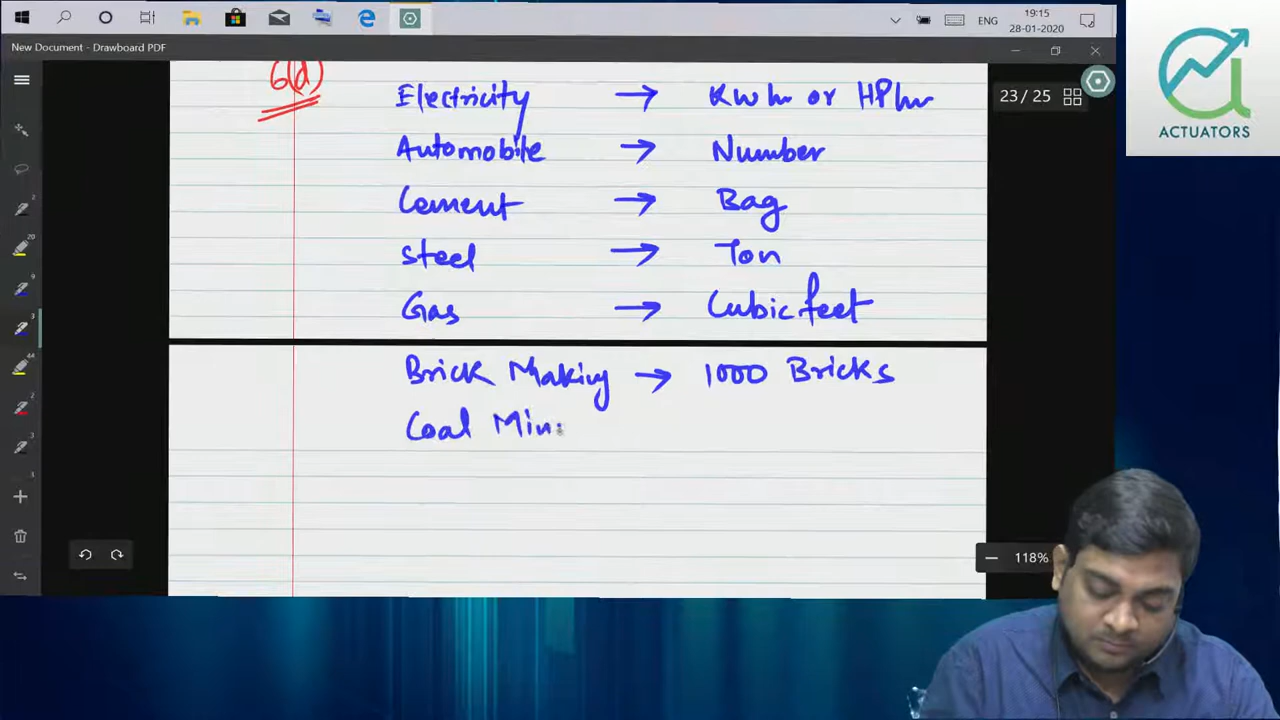 19:15
ENG
28-01-2020
New Document - Drawboard PDF
ACTUATORS
23 / 25
6(d)
Electricity → Kwhr or HPhr
Automobile → Number
Cement → Bag
Steel → Ton
Gas → Cubic feet
Brick Making → 1000 Bricks
Coal Min
118%